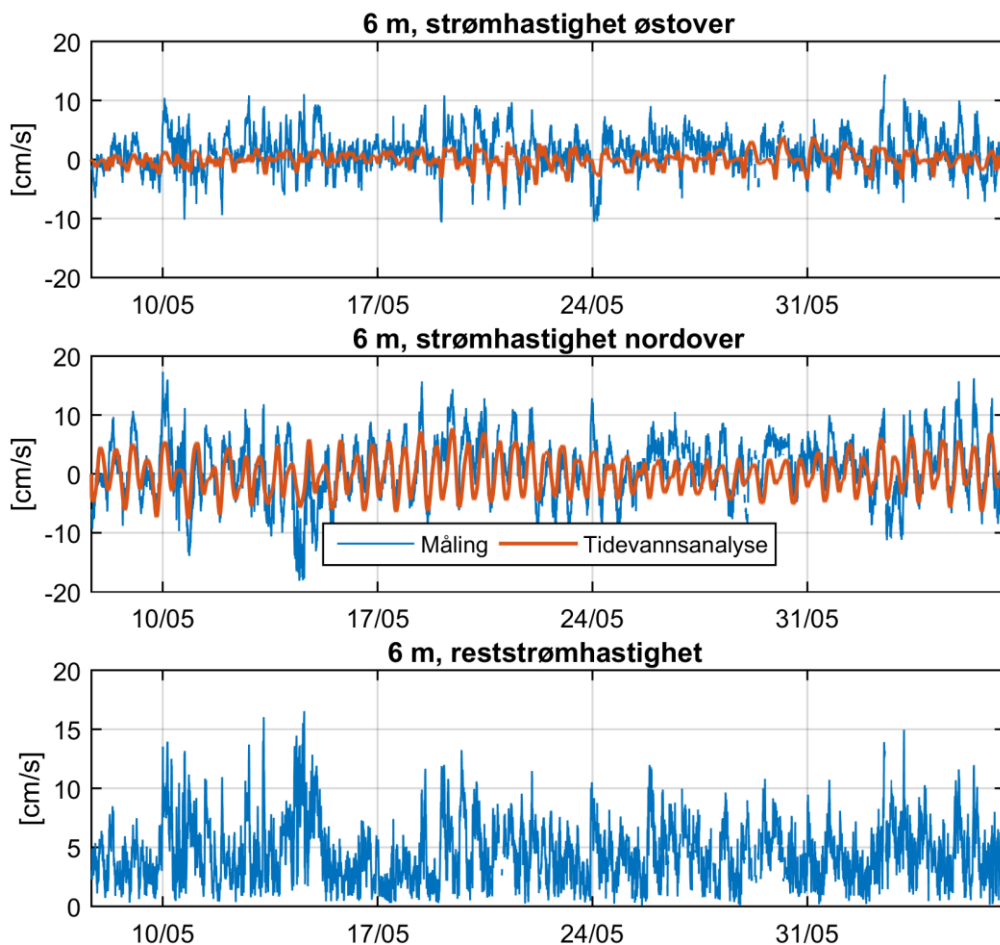 6 m, strømhastighet østover
20
10
0
-10
-20
[cm/s]
10/05 17/05 24/05 31/05
6 m, strømhastighet nordover
20
10
0
-10
-20
[cm/s]
Måling Tidevannsanalyse
10/05 17/05 24/05 31/05
6 m, reststrømhastighet
20
15
10
5
0
[cm/s]
10/05 17/05 24/05 31/05